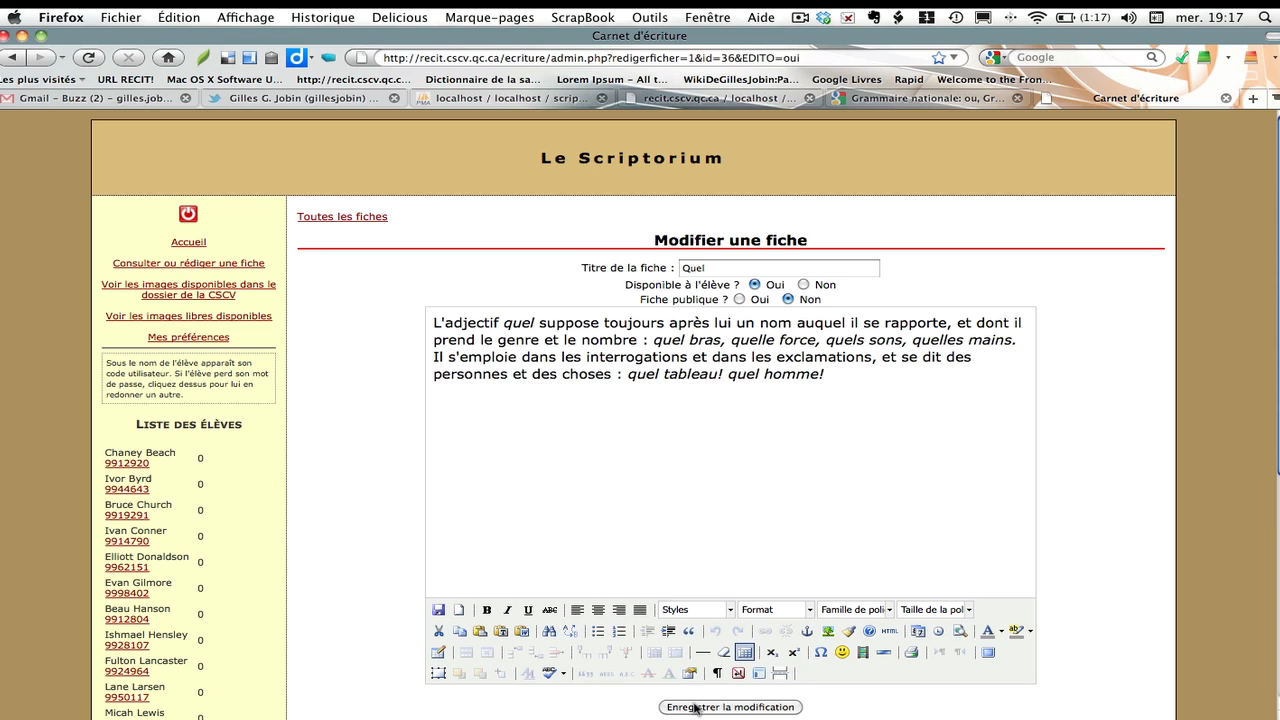 Firefox Fichier Édition Affichage Historique Delicious Marque-pages ScrapBook Outils Fenêtre Aide (1:17) mer. 19:17
Carnet d'écriture
http://recit.cscv.qc.ca/ecriture/admin.php?redigerficher=1&id=36&EDITO=oui Google
Les plus visités URL RECIT! Mac OS X Software U... http://recit.cscv.qc.c... Dictionnaire de la sa... Lorem Ipsum – All t... WikiDeGillesJobin:Pa... Google Livres Rapid Welcome to the Fron...
Gmail – Buzz (2) – gilles.job... Gilles G. Jobin (gillesjobin) ... localhost / localhost / scrip... recit.cscv.qc.ca / localhost /... Grammaire nationale: ou, Gr... Carnet d'écriture
Le Scriptorium
Accueil
Consulter ou rédiger une fiche
Voir les images disponibles dans le
dossier de la CSCV
Voir les images libres disponibles
Mes préférences
Sous le nom de l'élève apparaît son
code utilisateur. Si l'élève perd son mot
de passe, cliquez dessus pour lui en
redonner un autre.
Liste des élèves
Chaney Beach
9912920 0
Ivor Byrd
9944643 0
Bruce Church
9919291 0
Ivan Conner
9914790 0
Elliott Donaldson
9962151 0
Evan Gilmore
9998402 0
Beau Hanson
9912804 0
Ishmael Hensley
9928107 0
Fulton Lancaster
9924964 0
Lane Larsen
9950117 0
Micah Lewis
Toutes les fiches
Modifier une fiche
Titre de la fiche : Quel
Disponible à l'élève ? Oui Non
Fiche publique ? Oui Non
L'adjectif quel suppose toujours après lui un nom auquel il se rapporte, et dont il
prend le genre et le nombre : quel bras, quelle force, quels sons, quelles mains.
Il s'emploie dans les interrogations et dans les exclamations, et se dit des
personnes et des choses : quel tableau! quel homme!
B I U ABC Styles Format Famille de poli Taille de la pol
HTML A ab
Enregistrer la modification